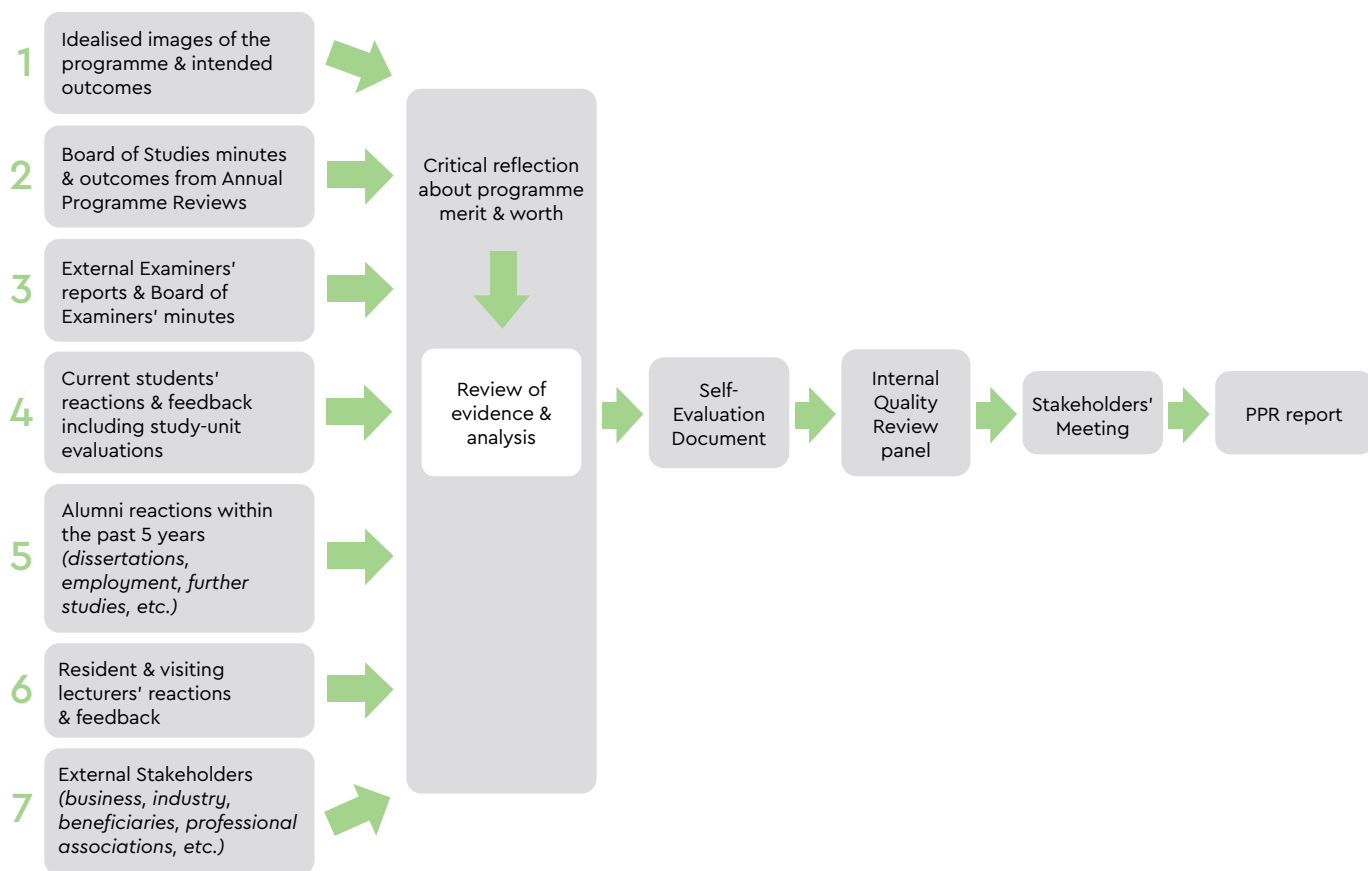 1
Idealised images of the
programme & intended
outcomes
2
Board of Studies minutes
& outcomes from Annual
Programme Reviews
3
External Examiners'
reports & Board of
Examiners' minutes
4
Current students'
reactions & feedback
including study-unit
evaluations
5
Alumni reactions within
the past 5 years
(dissertations,
employment, further
studies, etc.)
6
Resident & visiting
lecturers' reactions
& feedback
7
External Stakeholders
(business, industry,
beneficiaries, professional
associations, etc.)
Critical reflection
about programme
merit & worth
Review of
evidence &
analysis
Self-
Evaluation
Document
Internal
Quality
Review
panel
Stakeholders'
Meeting
PPR report